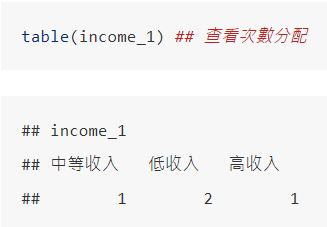 table(income_1) ## 查看次數分配
## income_1
## 中等收入 低收入 高收入
## 1 2 1